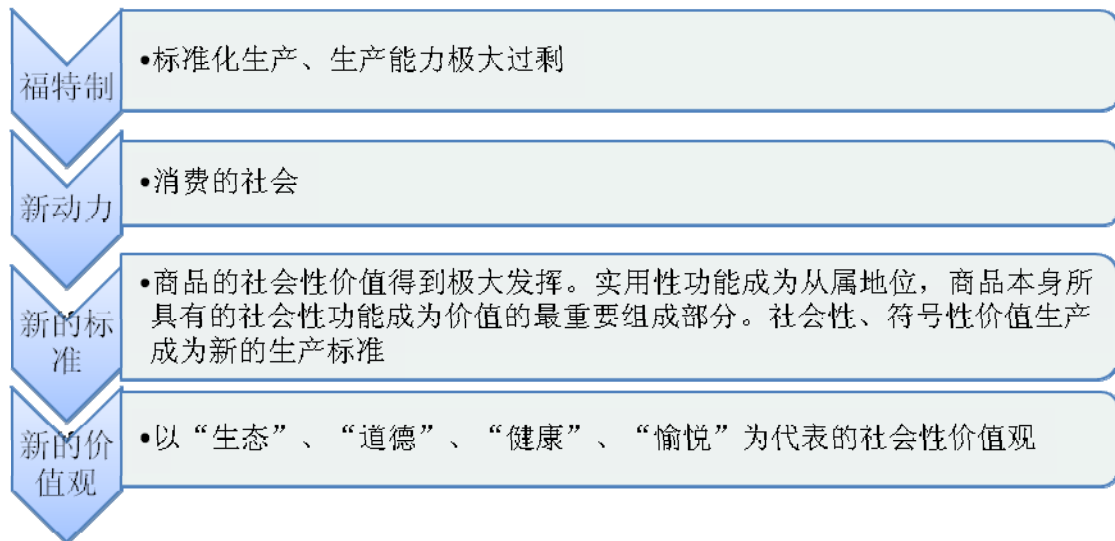 福特制
•标准化生产、生产能力极大过剩
新动力
•消费的社会
新的标
准
•商品的社会性价值得到极大发挥。实用性功能成为从属地位，商品本身所
具有的社会性功能成为价值的最重要组成部分。社会性、符号性价值生产
成为新的生产标准
新的价
值观
•以“生态”、“道德”、“健康”、“愉悦”为代表的社会性价值观